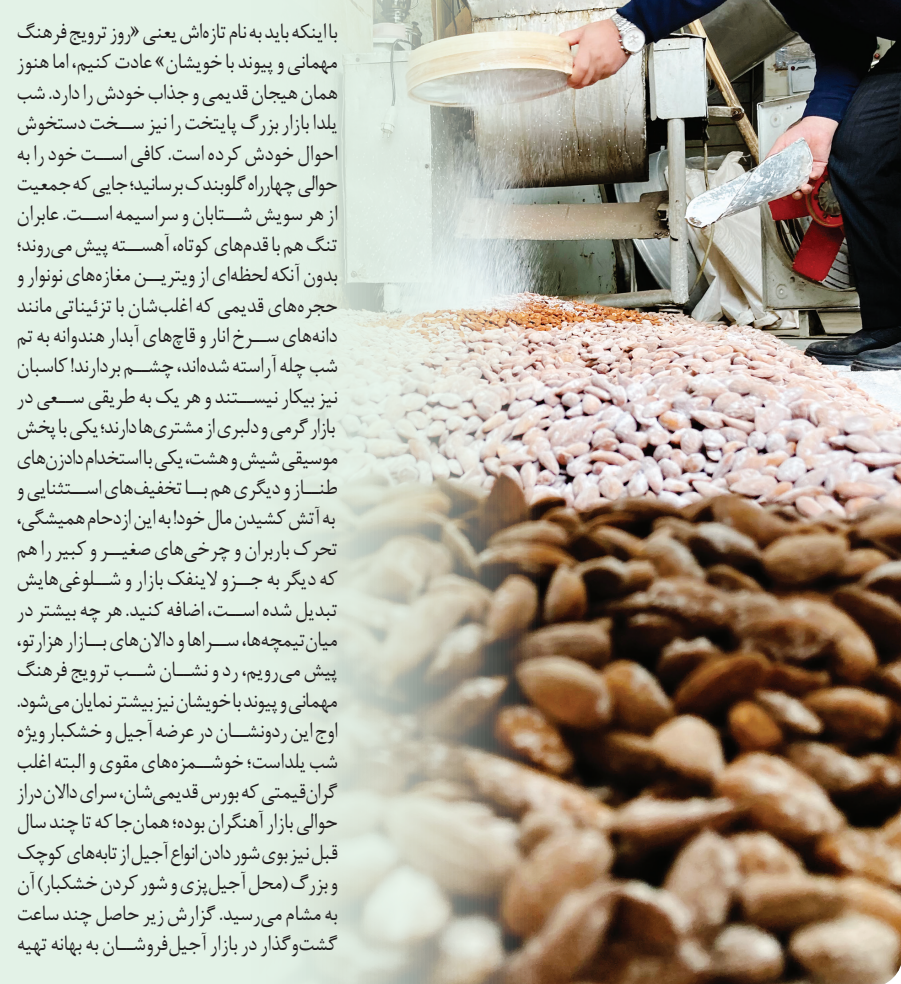 با اینکه باید به نام تازه‌اش یعنی «روز ترویج فرهنگ
مهمانی و پیوند با خویشان» عادت کنیم، اما هنوز
همان هیجان قدیمی و جذاب خودش را دارد. شب
یلدا بازار بزرگ پایتخت را نیز سخت دستخوش
احوال خودش کرده است. کافی است خود را به
حوالی چهارراه گلوبندک برسانید؛ جایی که جمعیت
از هر سویش شتابان و سراسیمه است. عابران
تنگ هم با قدم‌های کوتاه، آهسته پیش می‌روند؛
بدون آنکه لحظه‌ای از ویترین مغازه‌های نونوار و
حجره‌های قدیمی که اغلب‌شان با تزئیناتی مانند
دانه‌های سرخ انار و قاچ‌های آبدار هندوانه به تم
شب چله آراسته شده‌اند، چشم بردارند! کاسبان
نیز بیکار نیستند و هر یک به طریقی سعی در
بازار گرمی و دلبری از مشتری‌ها دارند؛ یکی با پخش
موسیقی شیش و هشت، یکی با استخدام دادزن‌های
طناز و دیگری هم با تخفیف‌های استثنایی و
به آتش کشیدن مال خود! به این ازدحام همیشگی،
تحرک باربران و چرخی‌های صغیر و کبیر را هم
که دیگر به جزو لاینفک بازار و شلوغی‌هایش
تبدیل شده است، اضافه کنید. هر چه بیشتر در
میان تیمچه‌ها، سراها و دالان‌های بازار هزارتو،
پیش می‌رویم، رد و نشان شب ترویج فرهنگ
مهمانی و پیوند با خویشان نیز بیشتر نمایان می‌شود.
اوج این ردونشان در عرضه آجیل و خشکبار ویژه
شب یلداست؛ خوشمزه‌های مقوی و البته اغلب
گران‌قیمتی که بورس قدیمی‌شان، سرای دالان‌دراز
حوالی بازار آهنگران بوده؛ همان‌جا که تا چند سال
قبل نیز بوی شور دادن انواع آجیل از تابه‌های کوچک
و بزرگ (محل آجیل‌پزی و شور کردن خشکبار) آن
به مشام می‌رسید. گزارش زیر حاصل چند ساعت
گشت‌وگذار در بازار آجیل‌فروشان به بهانه تهیه